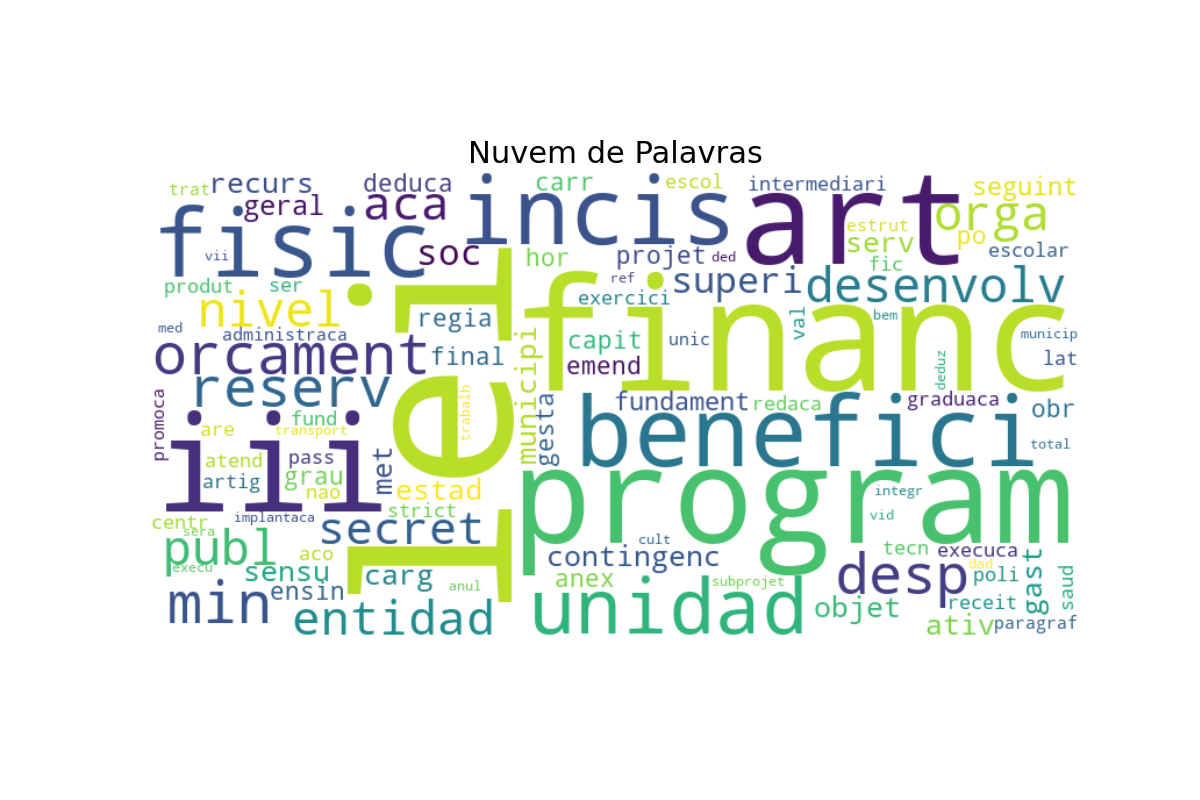 Nuvem de Palavras
trat
recurs
deduca
carr
escol
intermediari
seguint
geral
aca
incis
art
orga
fisic
soc
estrut
po
vii
hor
projet
ded
serv
escolar
produt
ser
ref
superi
fic
desenvolv
nivel
exercici
financ
lei
med
administraca
regia
val
bem
orcament
final
municipi
capit
unic
municip
emend
deduz
lat
reserv
promoca
trabalh
gesta
fundament
redaca
graduaca
obr
fund
are
transport
benefici
total
iii
atend
pass
met
artig
grau
nao
estad
program
integr
centr
sera
implantaca
strict
vid
secret
publ
aco
cult
contingenc
tecn
execuca
execu
sensu
carg
anul
anex
subprojet
desp
dad
poli
gast
saud
min
ensin
entidad
unidad
objet
receit
ativ
paragraf